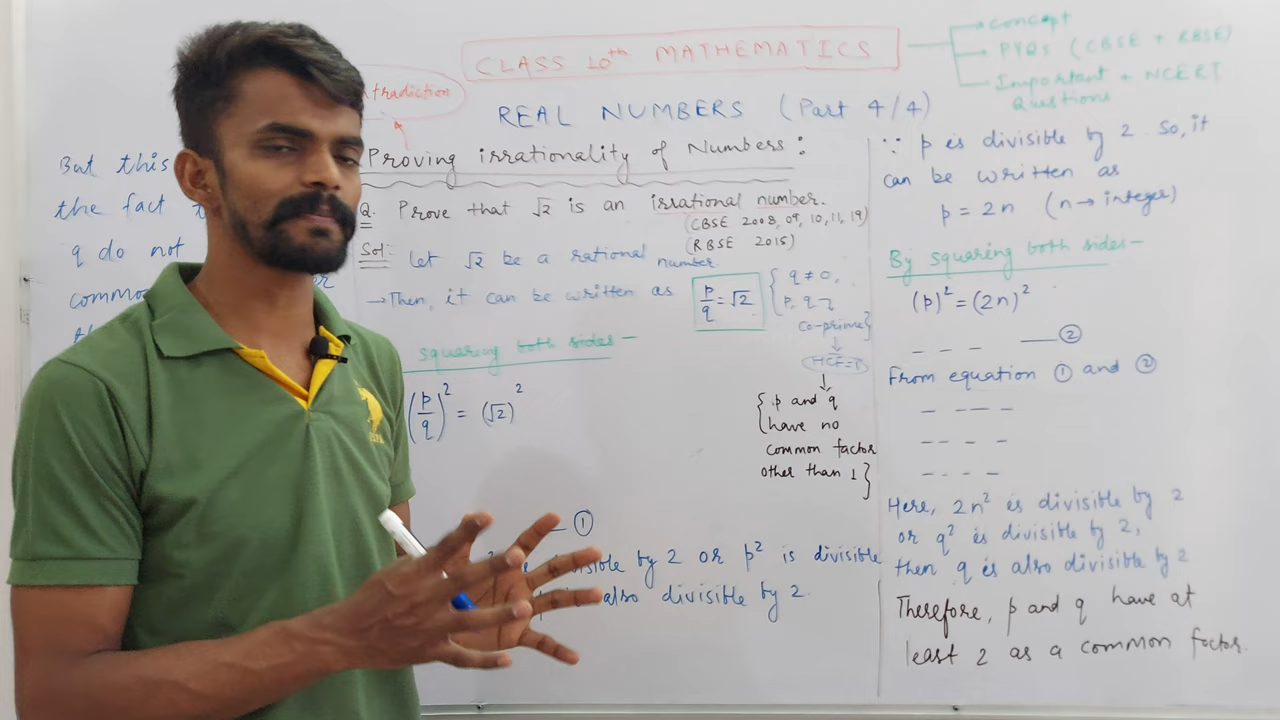 CLASS 10th MATHEMATICS
concept
PYQs (CBSE + RBSE)
Important + NCERT
Questions
REAL NUMBERS (Part 4/4)
Proving irrationality of Numbers:
Q. Prove that √2 is an irrational number.
(CBSE 2008, 09, 10, 11, 19)
(RBSE 2015)
Sol: Let √2 be a rational number
→ Then, it can be written as p/q = √2 { q ≠ 0,
p, q →
co-prime}
HCF=1
{ p and q
have no
common factor
other than 1 }
squaring both sides –
(p/q)² = (√2)²
— ①
by 2 or p² is divisible
also divisible by 2.
∵ p is divisible by 2. So, it
can be written as
p = 2n (n → integer)
By squaring both sides –
(p)² = (2n)²
_ _ _ — ②
From equation ① and ②
_ _ _ _
_ _ _ _
_ _ _ _
Here, 2n² is divisible by 2
or q² is divisible by 2,
then q is also divisible by 2
Therefore, p and q have at
least 2 as a common factor.
But this
the fact
q do not